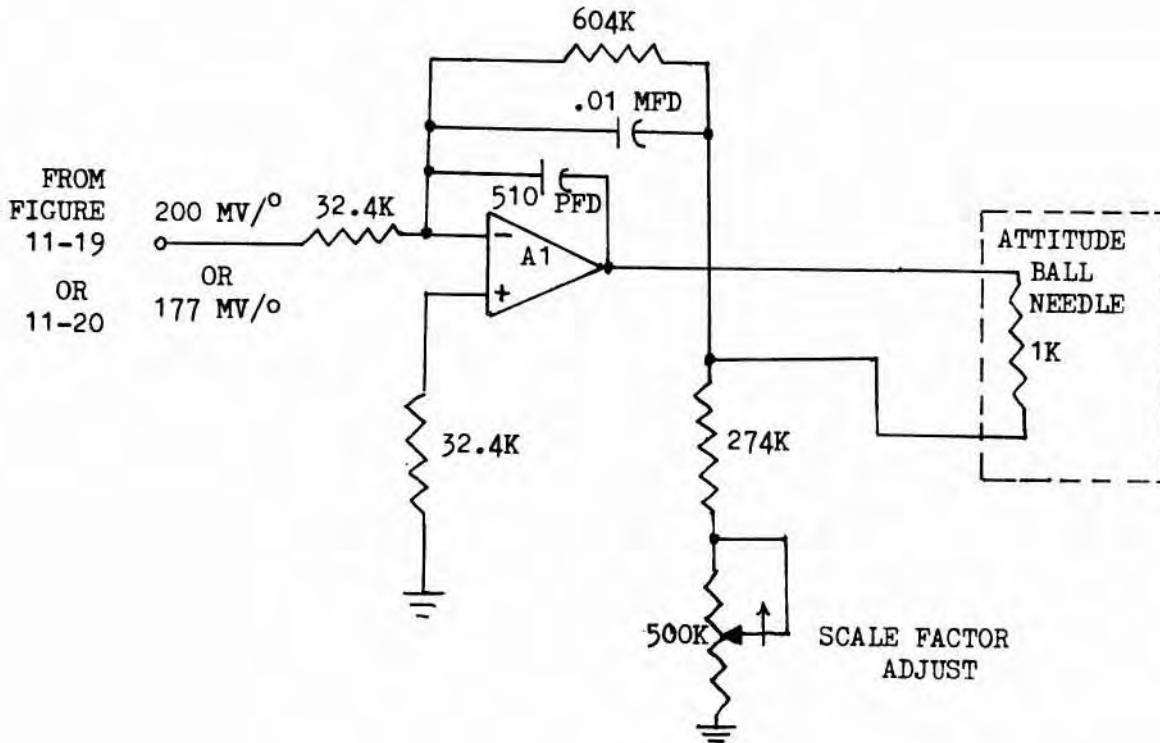 604K
.01 MFD
510 PFD
FROM
FIGURE
11-19
OR
11-20
200 MV/°
OR
177 MV/°
32.4K
-
A1
+
32.4K
ATTITUDE
BALL
NEEDLE
1K
274K
500K
SCALE FACTOR
ADJUST